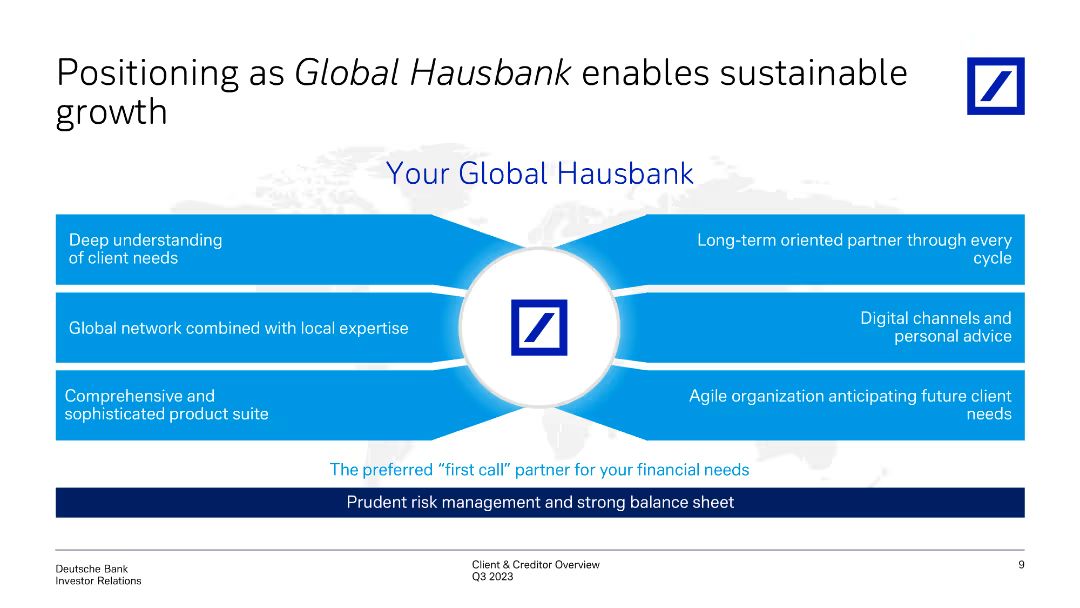 Positioning as Global Hausbank enables sustainable
growth
Your Global Hausbank
Deep understanding
of client needs
Global network combined with local expertise
Comprehensive and
sophisticated product suite
Long-term oriented partner through every
cycle
Digital channels and
personal advice
Agile organization anticipating future client
needs
The preferred “first call” partner for your financial needs
Prudent risk management and strong balance sheet
Deutsche Bank
Investor Relations
Client & Creditor Overview
Q3 2023
9